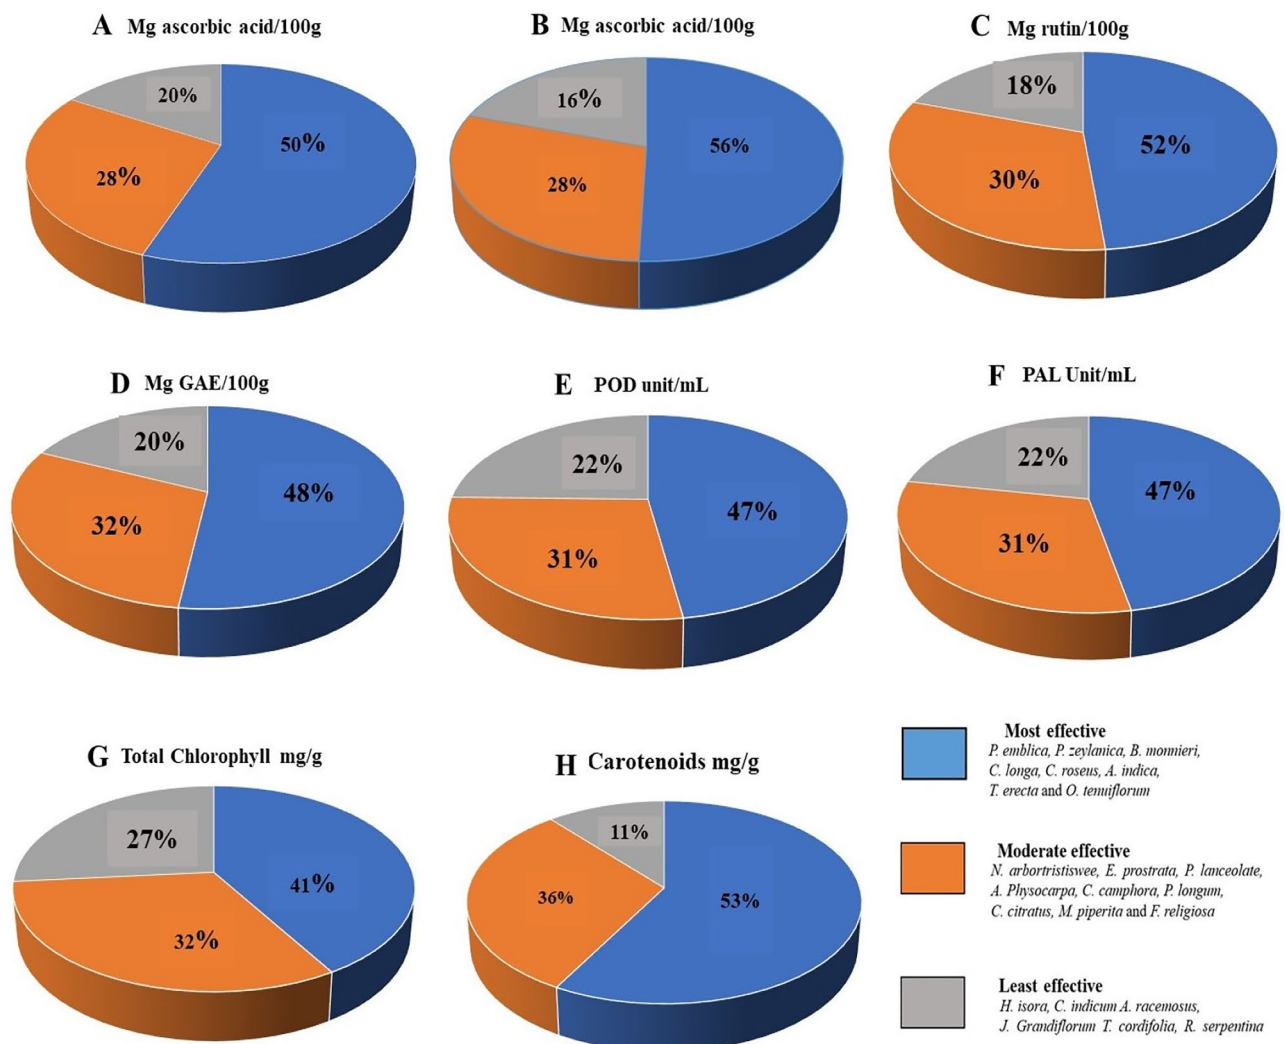 A Mg ascorbic acid/100g
20%
50%
28%
B Mg ascorbic acid/100g
16%
56%
28%
C Mg rutin/100g
18%
52%
30%
D Mg GAE/100g
20%
48%
32%
E POD unit/mL
22%
47%
31%
F PAL Unit/mL
22%
47%
31%
G Total Chlorophyll mg/g
27%
41%
32%
H Carotenoids mg/g
11%
36%
53%
Most effective
P. emblica, P. zeylanica, B. monnieri,
C. longa, C. roseus, A. indica,
T. erecta and O. tenuiflorum
Moderate effective
N. arbortristiswee, E. prostrata, P. lanceolate,
A. Physocarpa, C. camphora, P. longum,
C. citratus, M. piperita and F. religiosa
Least effective
H. isora, C. indicum A. racemosus,
J. Grandiflorum T. cordifolia, R. serpentina